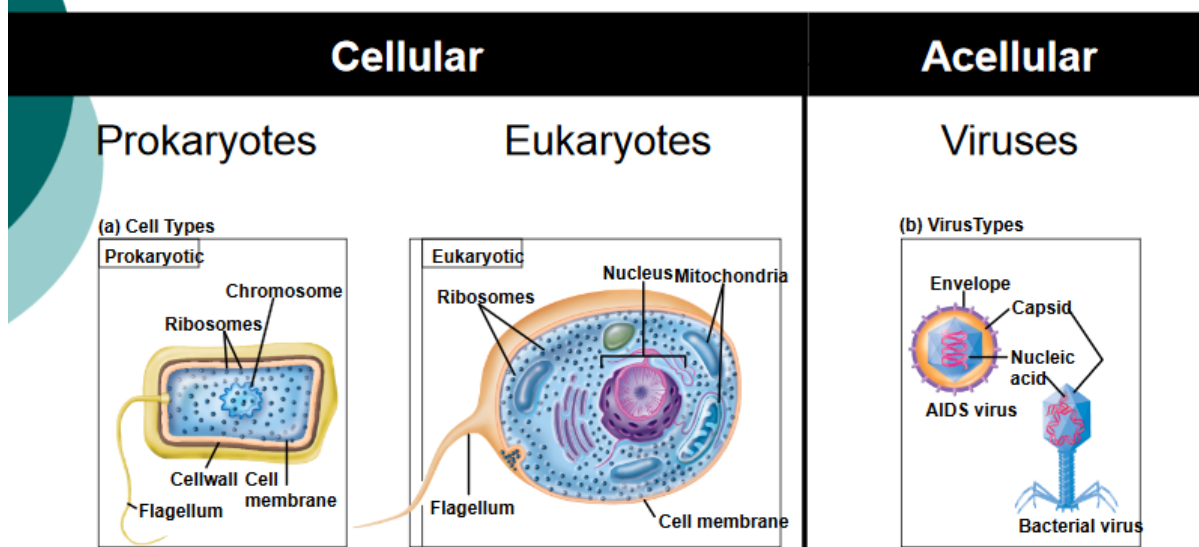 Cellular
Acellular
Prokaryotes
Eukaryotes
Viruses
(a) Cell Types
Prokaryotic
Chromosome
Ribosomes
Cellwall
Cell
membrane
Flagellum
Eukaryotic
Nucleus
Mitochondria
Ribosomes
Flagellum
Cell membrane
(b) VirusTypes
Envelope
Capsid
Nucleic
acid
AIDS virus
Bacterial virus